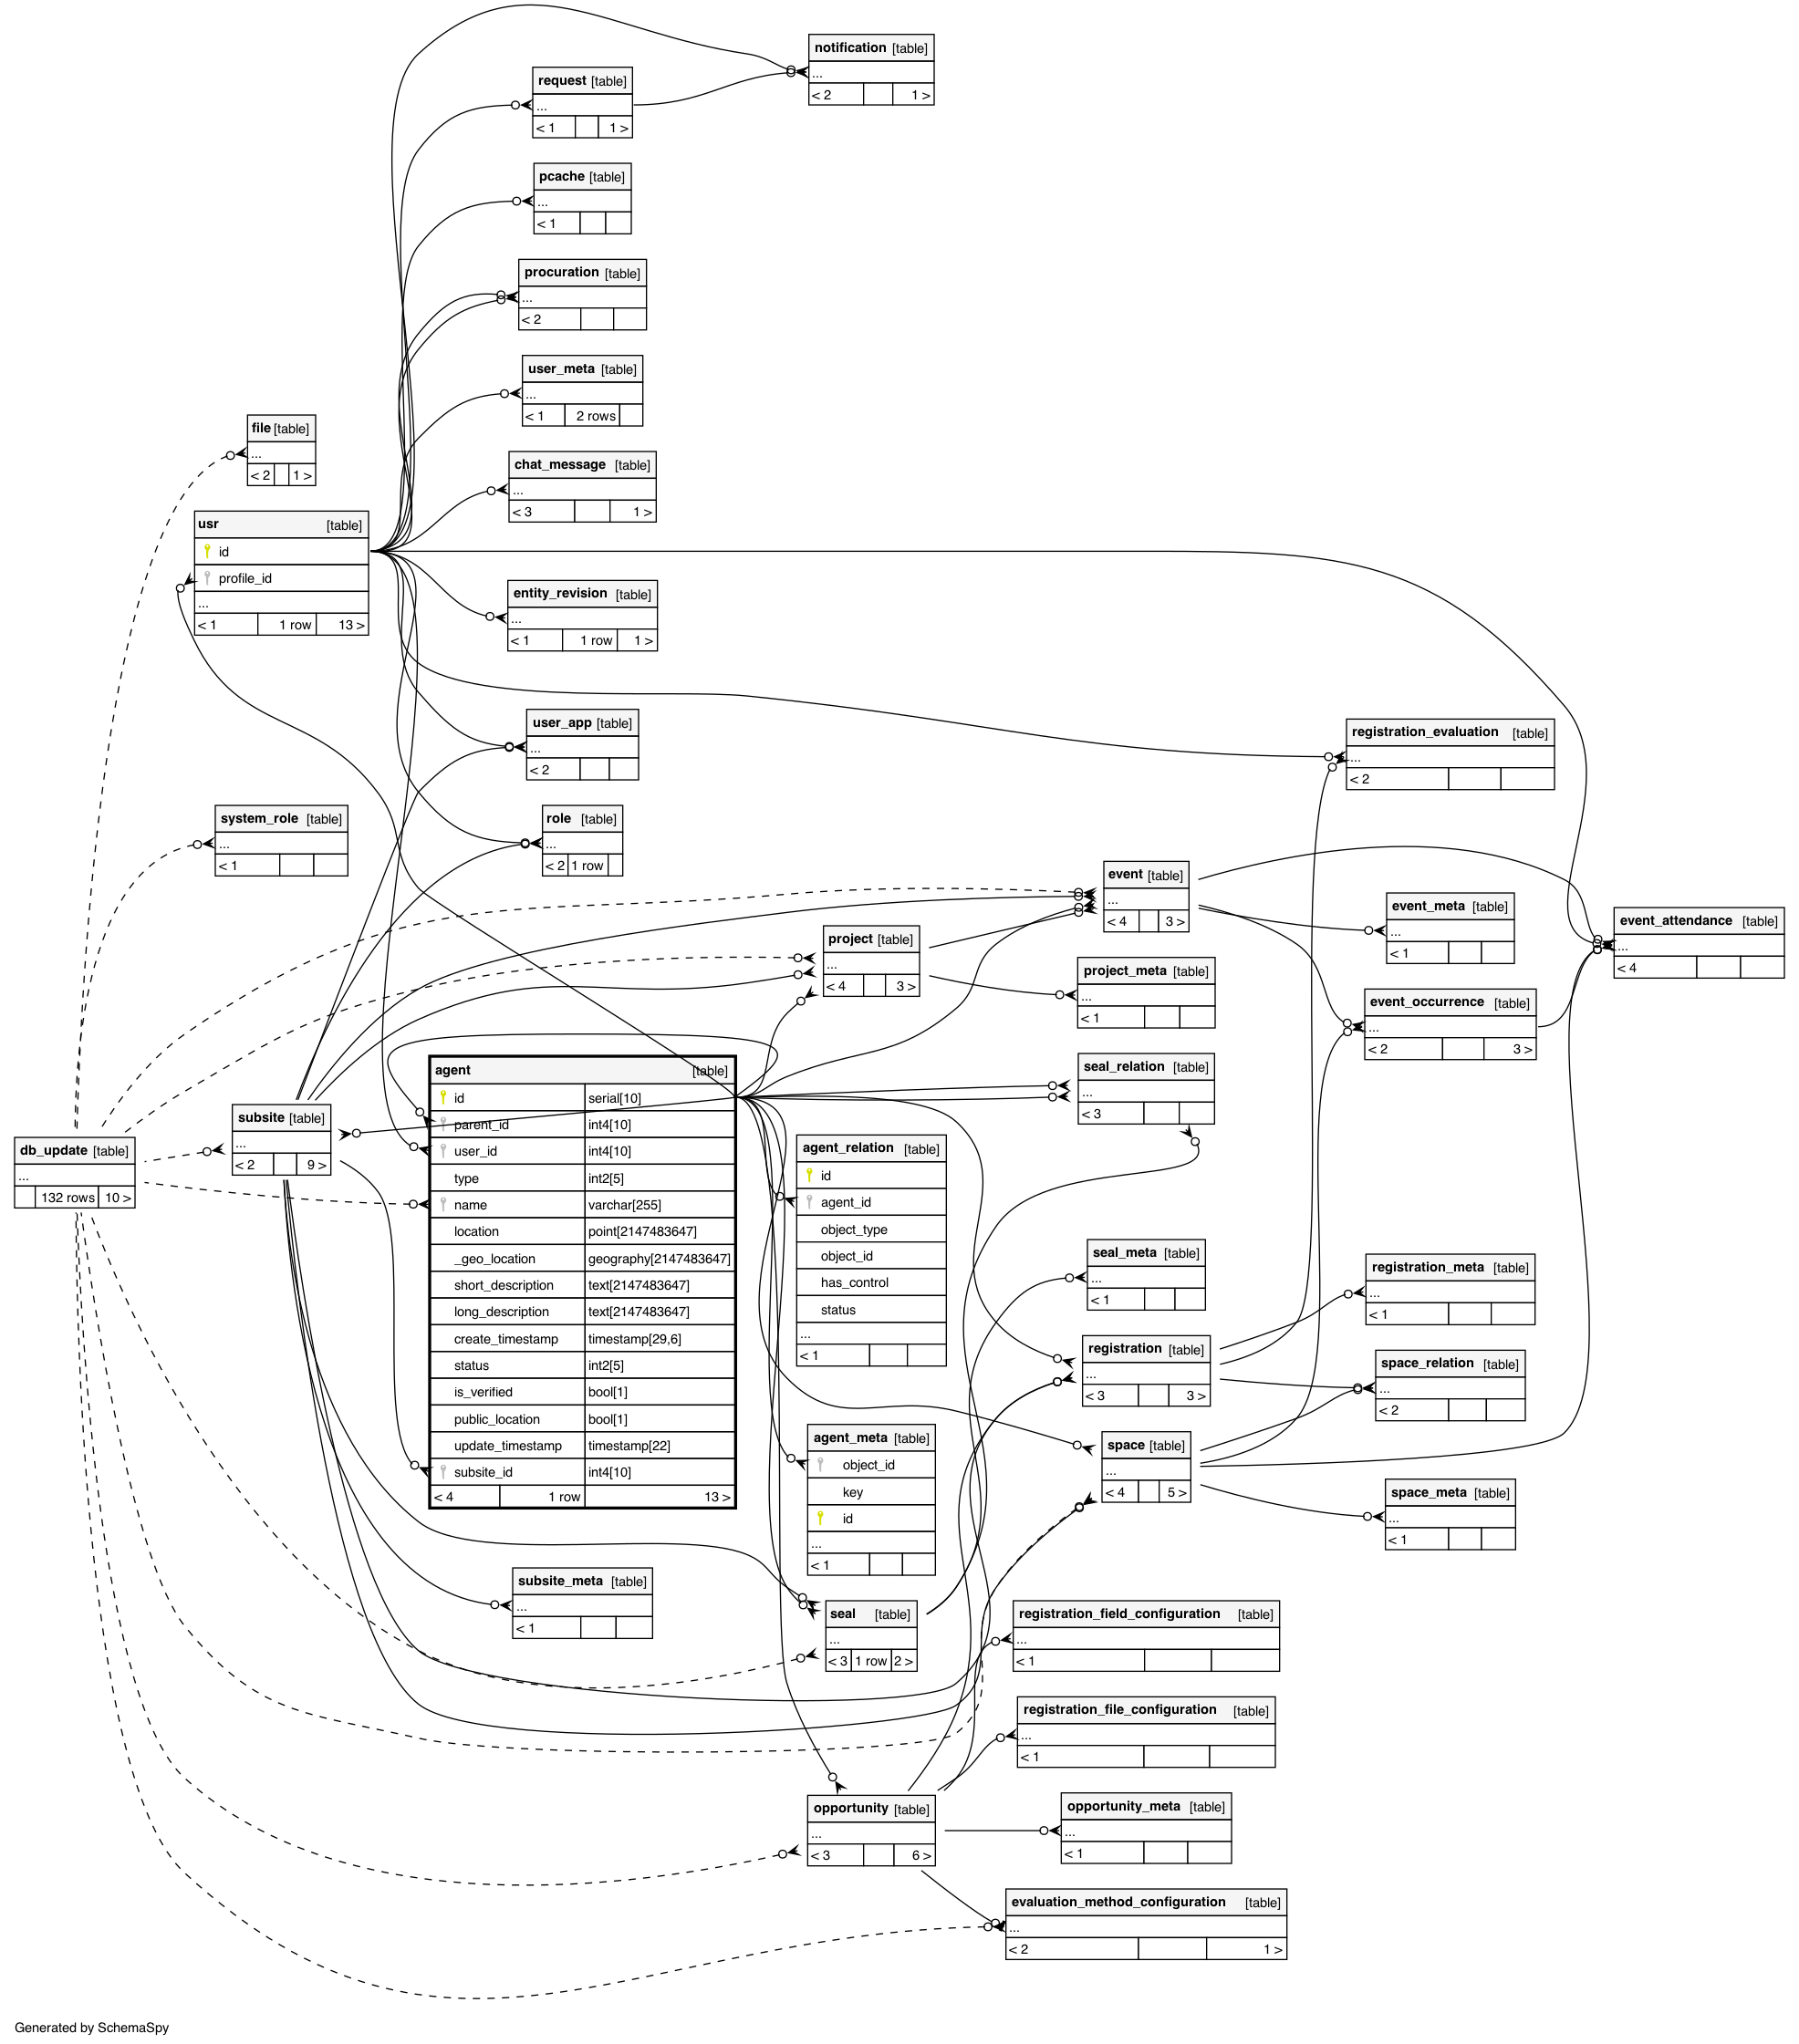 notification [table]
...
< 2 1 >
request [table]
...
< 1 1 >
pcache [table]
...
< 1
procuration [table]
...
< 2
user_meta [table]
...
< 1 2 rows
file [table]
...
< 2 1 >
chat_message [table]
...
< 3 1 >
usr [table]
id
profile_id
...
< 1 1 row 13 >
entity_revision [table]
...
< 1 1 row 1 >
user_app [table]
...
< 2
registration_evaluation [table]
...
< 2
system_role [table]
...
< 1
role [table]
...
< 2 1 row
event [table]
...
< 4 3 >
event_meta [table]
...
< 1
event_attendance [table]
...
< 4
project [table]
...
< 4 3 >
project_meta [table]
...
< 1
event_occurrence [table]
...
< 2 3 >
seal_relation [table]
...
< 3
agent [table]
id serial[10]
parent_id int4[10]
user_id int4[10]
type int2[5]
name varchar[255]
location point[2147483647]
_geo_location geography[2147483647]
short_description text[2147483647]
long_description text[2147483647]
create_timestamp timestamp[29,6]
status int2[5]
is_verified bool[1]
public_location bool[1]
update_timestamp timestamp[22]
subsite_id int4[10]
< 4 1 row 13 >
subsite [table]
...
< 2 9 >
db_update [table]
...
132 rows 10 >
agent_relation [table]
id
agent_id
object_type
object_id
has_control
status
...
< 1
seal_meta [table]
...
< 1
registration_meta [table]
...
< 1
registration [table]
...
< 3 3 >
space_relation [table]
...
< 2
agent_meta [table]
object_id
key
id
...
< 1
space [table]
...
< 4 5 >
space_meta [table]
...
< 1
subsite_meta [table]
...
< 1
seal [table]
...
< 3 1 row 2 >
registration_field_configuration [table]
...
< 1
registration_file_configuration [table]
...
< 1
opportunity [table]
...
< 3 6 >
opportunity_meta [table]
...
< 1
evaluation_method_configuration [table]
...
< 2 1 >
Generated by SchemaSpy